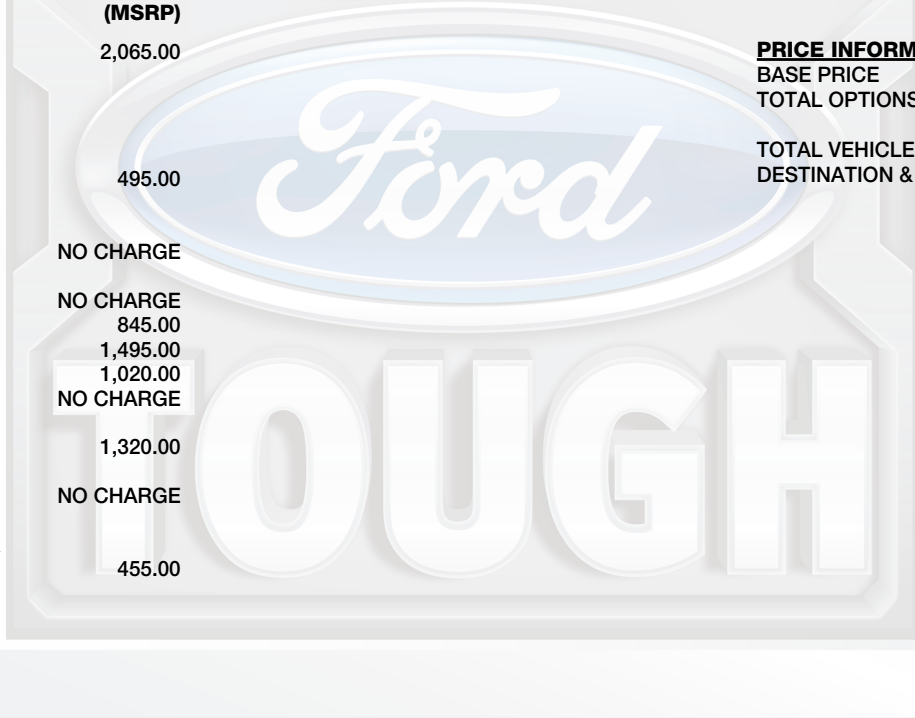 (MSRP)
2,065.00
495.00
NO CHARGE
NO CHARGE
845.00
1,495.00
1,020.00
NO CHARGE
1,320.00
NO CHARGE
455.00
PRICE INFORM
BASE PRICE
TOTAL OPTIONS
TOTAL VEHICLE
DESTINATION &
Ford
TOUGH